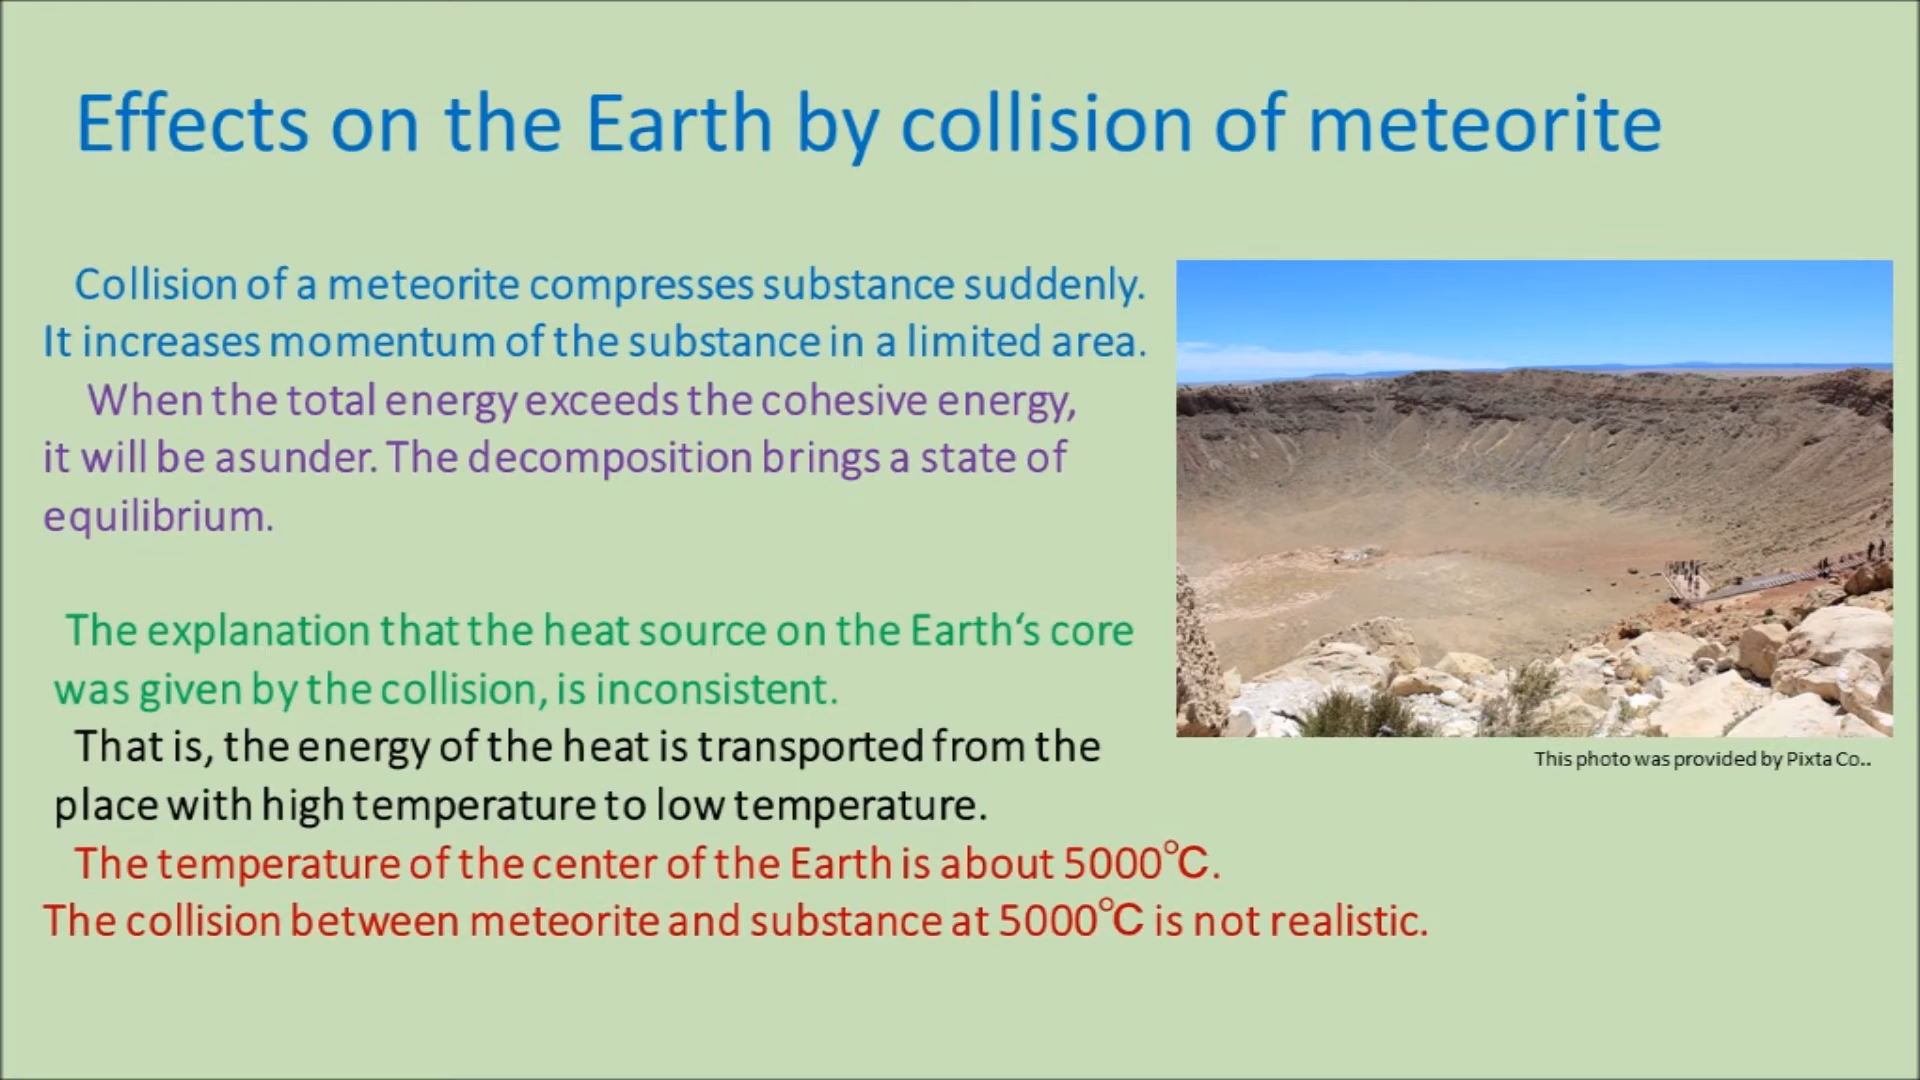 Effects on the Earth by collision of meteorite
Collision of a meteorite compresses substance suddenly.
It increases momentum of the substance in a limited area.
When the total energy exceeds the cohesive energy,
it will be asunder. The decomposition brings a state of
equilibrium.
The explanation that the heat source on the Earth‘s core
was given by the collision, is inconsistent.
That is, the energy of the heat is transported from the
place with high temperature to low temperature.
The temperature of the center of the Earth is about 5000℃.
The collision between meteorite and substance at 5000℃ is not realistic.
This photo was provided by Pixta Co..